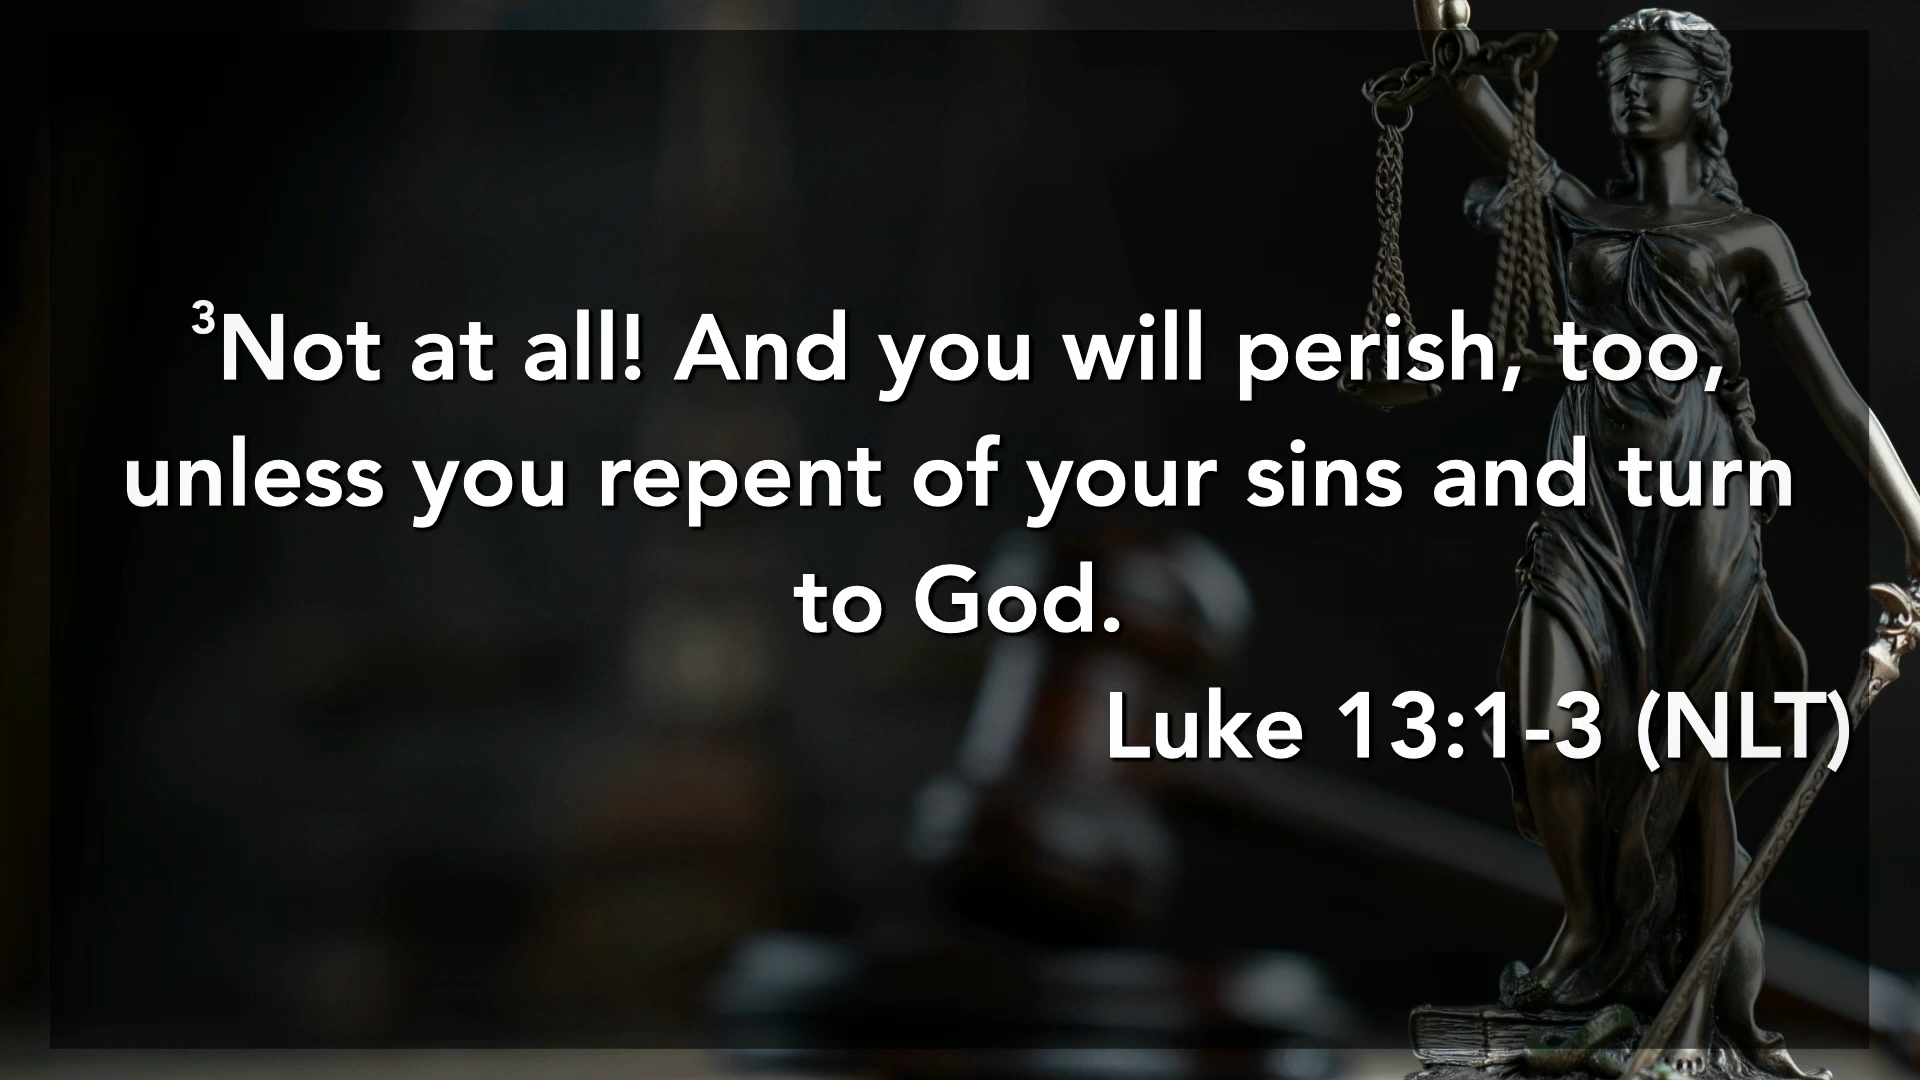 ³Not at all! And you will perish, too,
unless you repent of your sins and turn
to God.
Luke 13:1-3 (NLT)